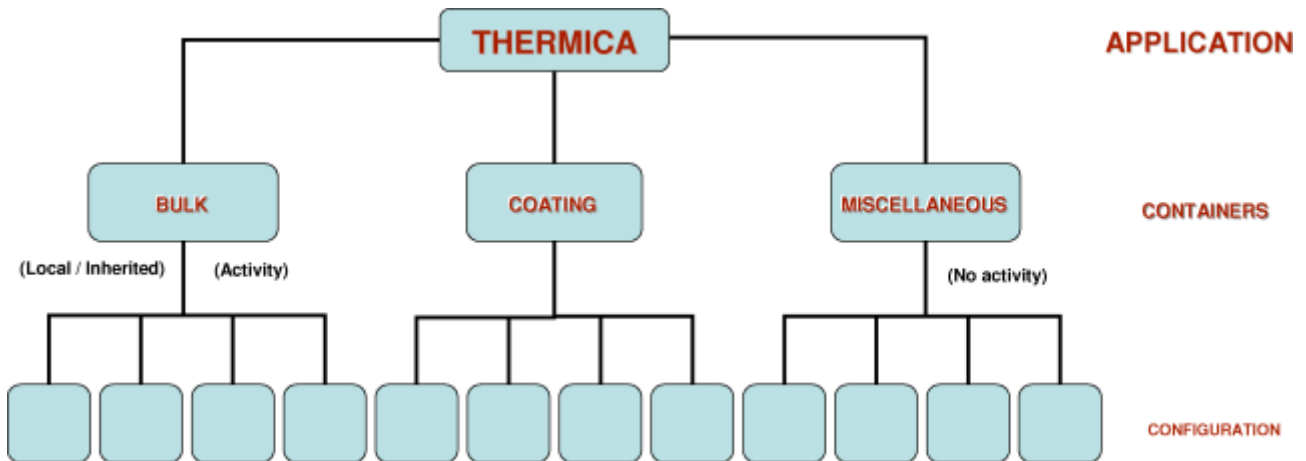 THERMICA
APPLICATION
BULK
COATING
MISCELLANEOUS
CONTAINERS
(Local / Inherited)
(Activity)
(No activity)
CONFIGURATION